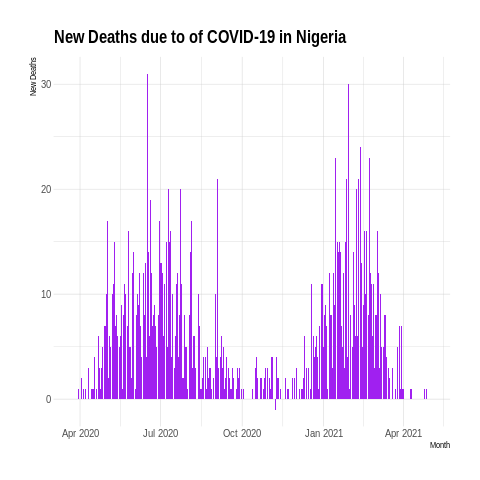 New Deaths due to of COVID-19 in Nigeria
New Deaths
30
20
10
0
Apr 2020 Jul 2020 Oct 2020 Jan 2021 Apr 2021
Month